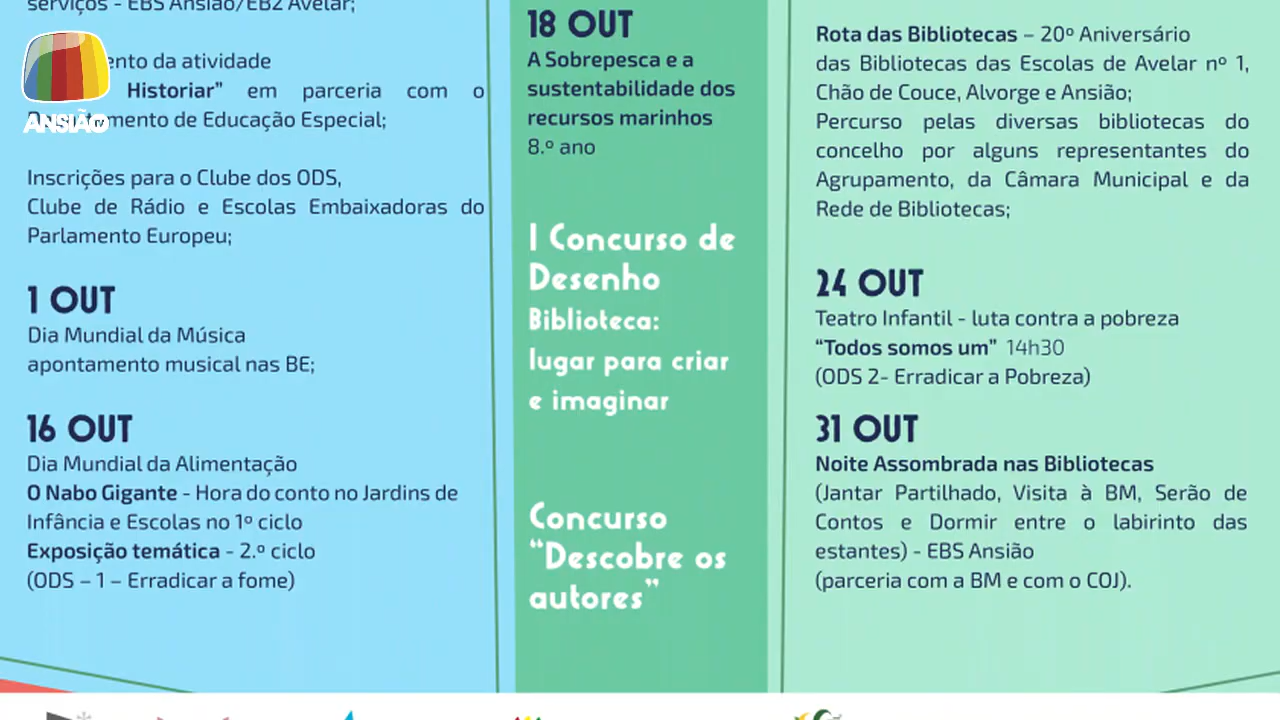 serviços - EBS Ansião/EB2 Avelar;
ento da atividade
Historiar” em parceria com o
mento de Educação Especial;
ANSIÃO
Inscrições para o Clube dos ODS,
Clube de Rádio e Escolas Embaixadoras do
Parlamento Europeu;
1 OUT
Dia Mundial da Música
apontamento musical nas BE;
16 OUT
Dia Mundial da Alimentação
O Nabo Gigante - Hora do conto no Jardins de
Infância e Escolas no 1º ciclo
Exposição temática - 2.º ciclo
(ODS – 1 – Erradicar a fome)
18 OUT
A Sobrepesca e a
sustentabilidade dos
recursos marinhos
8.º ano
I Concurso de
Desenho
Biblioteca:
lugar para criar
e imaginar
Concurso
“Descobre os
autores”
Rota das Bibliotecas – 20º Aniversário
das Bibliotecas das Escolas de Avelar nº 1,
Chão de Couce, Alvorge e Ansião;
Percurso pelas diversas bibliotecas do
concelho por alguns representantes do
Agrupamento, da Câmara Municipal e da
Rede de Bibliotecas;
24 OUT
Teatro Infantil - luta contra a pobreza
“Todos somos um” 14h30
(ODS 2- Erradicar a Pobreza)
31 OUT
Noite Assombrada nas Bibliotecas
(Jantar Partilhado, Visita à BM, Serão de
Contos e Dormir entre o labirinto das
estantes) - EBS Ansião
(parceria com a BM e com o COJ).